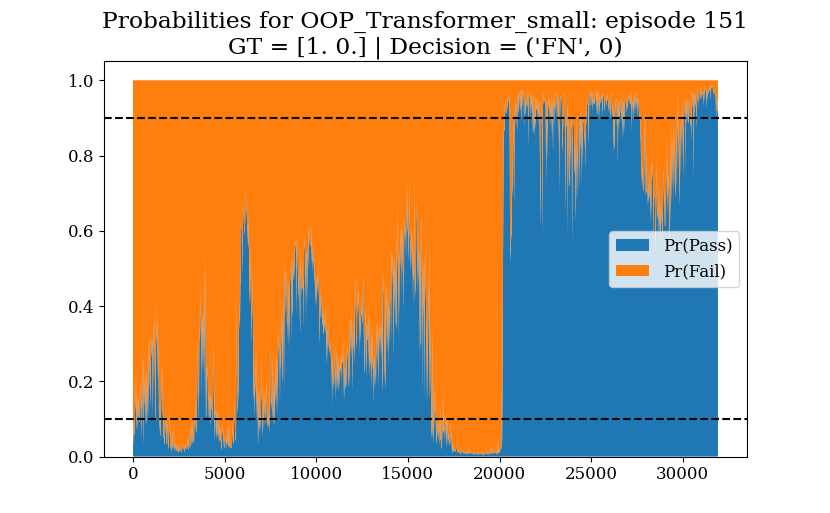 Probabilities for OOP_Transformer_small: episode 151
GT = [1. 0.] | Decision = ('FN', 0)
1.0
0.8
0.6
0.4
0.2
0.0
Pr(Pass)
Pr(Fail)
0 5000 10000 15000 20000 25000 30000